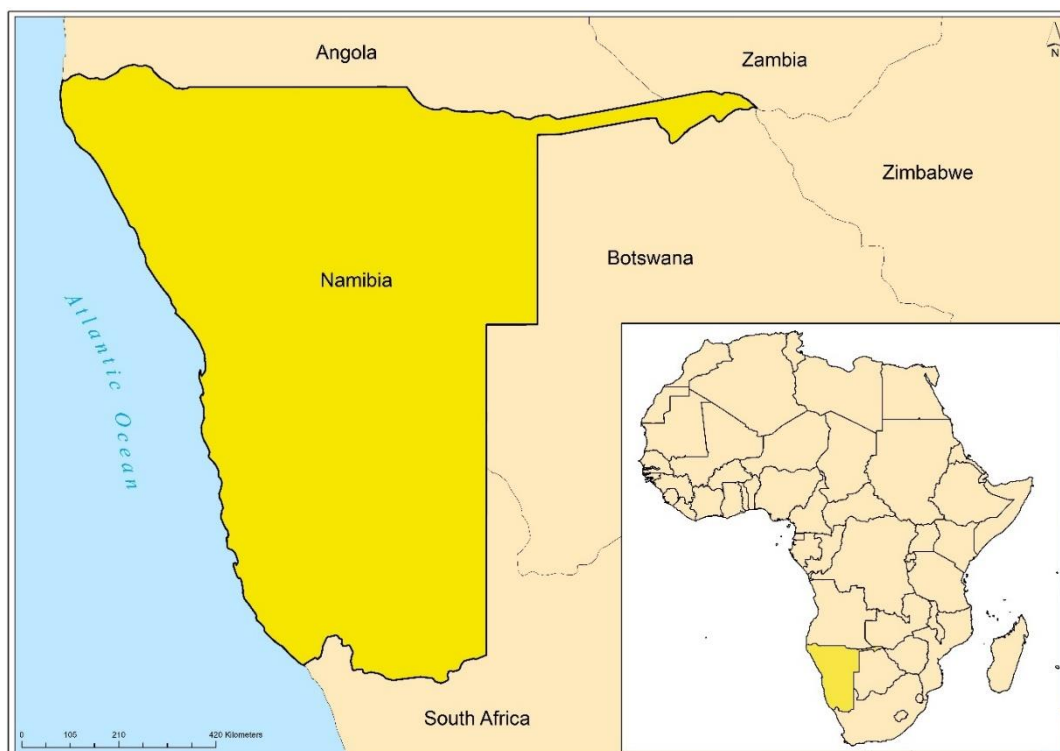 Angola
Zambia
N
Zimbabwe
Botswana
Namibia
Atlantic Ocean
South Africa
0 105 210 420 Kilometers